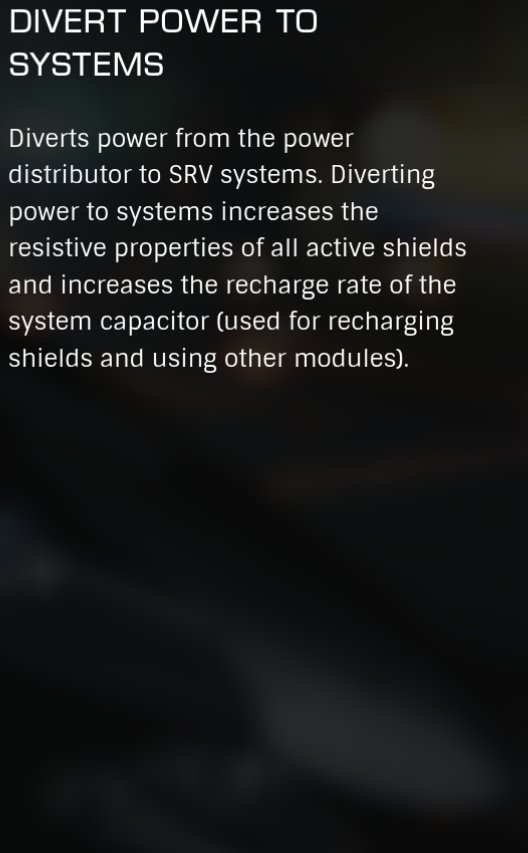 DIVERT POWER TO
SYSTEMS
Diverts power from the power
distributor to SRV systems. Diverting
power to systems increases the
resistive properties of all active shields
and increases the recharge rate of the
system capacitor (used for recharging
shields and using other modules).